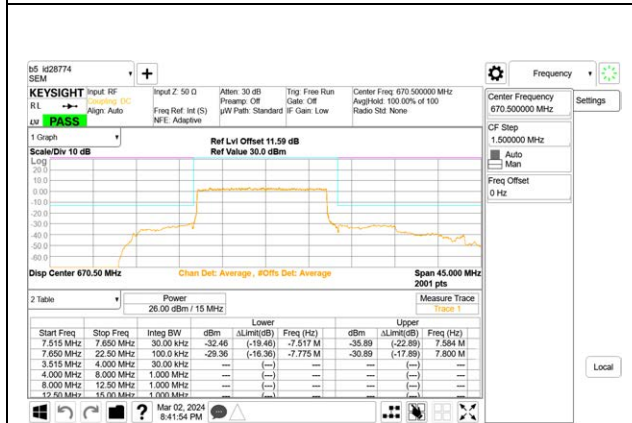 b5 id28774
SEM
Frequency
KEYSIGHT Input: RF Input Z: 50 Ω Atten: 30 dB Trig: Free Run Center Freq: 670.500000 MHz
RL Coupling: DC Preamp: Off Gate: Off Avg|Hold: 100.00% of 100
Align: Auto Freq Ref: Int (S) µW Path: Standard IF Gain: Low Radio Std: None
PASS NFE: Adaptive
Center Frequency
670.500000 MHz
Settings
CF Step
1.500000 MHz
Auto
Man
Freq Offset
0 Hz
1 Graph
Scale/Div 10 dB
Ref Lvl Offset 11.59 dB
Ref Value 30.0 dBm
Log
20.0
10.0
0.00
-10.0
-20.0
-30.0
-40.0
-50.0
-60.0
Disp Center 670.50 MHz Chan Det: Average , #Offs Det: Average Span 45.000 MHz
2001 pts
2 Table
Power
26.00 dBm / 15 MHz
Measure Trace
Trace 1
Lower Upper
Start Freq Stop Freq Integ BW dBm ΔLimit(dB) Freq (Hz) dBm ΔLimit(dB) Freq (Hz)
7.515 MHz 7.650 MHz 30.00 kHz -32.46 (-19.46) -7.517 M -35.89 (-22.89) 7.584 M
7.650 MHz 22.50 MHz 100.0 kHz -29.36 (-16.36) -7.775 M -30.89 (-17.89) 7.800 M
3.515 MHz 4.000 MHz 30.00 kHz --- (---) --- --- (---) ---
4.000 MHz 8.000 MHz 1.000 MHz --- (---) --- --- (---) ---
8.000 MHz 12.50 MHz 1.000 MHz --- (---) --- --- (---) ---
12.50 MHz 15.00 MHz 1.000 MHz --- (---) --- --- (---) ---
Local
Mar 02, 2024
8:41:54 PM